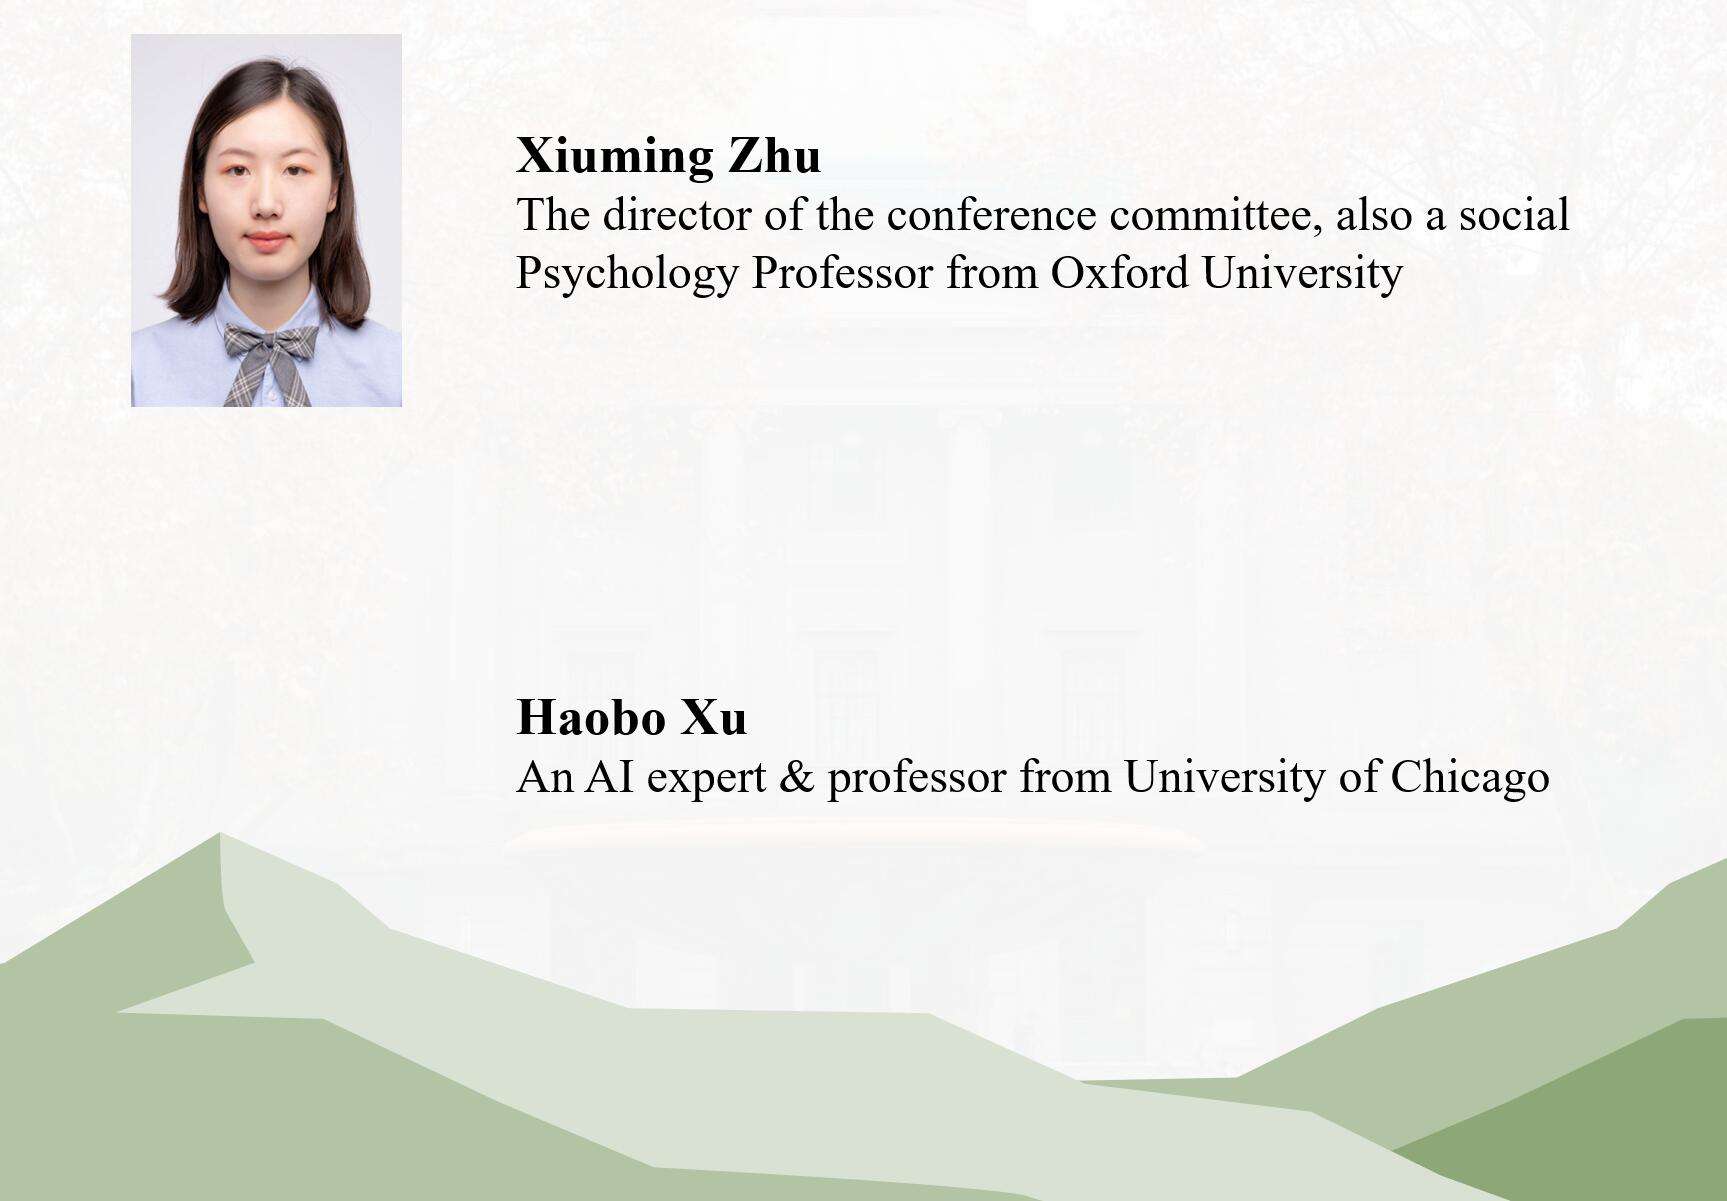 Xiuming Zhu
The director of the conference committee, also a social
Psychology Professor from Oxford University
Haobo Xu
An AI expert & professor from University of Chicago